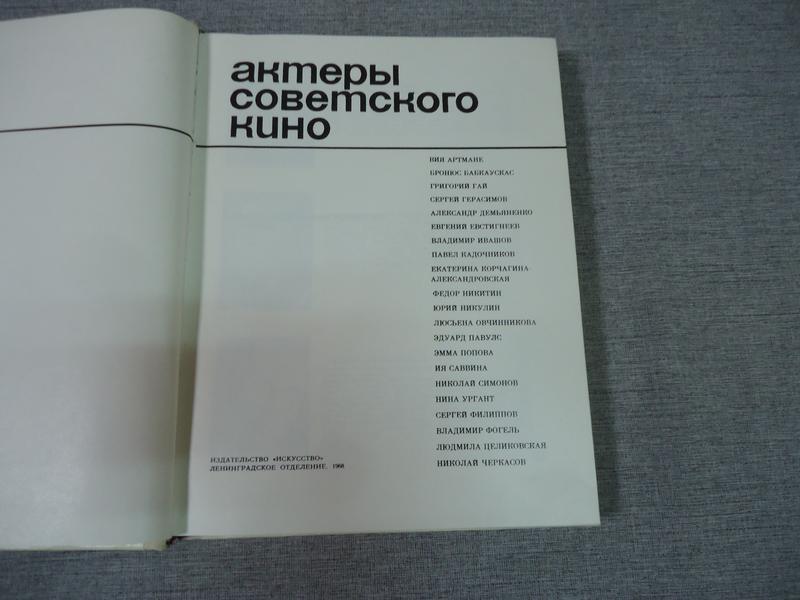 актеры
советского
кино
ВИЯ АРТМАНЕ
БРОНЮС БАБКАУСКАС
ГРИГОРИЙ ГАЙ
СЕРГЕЙ ГЕРАСИМОВ
АЛЕКСАНДР ДЕМЬЯНЕНКО
ЕВГЕНИЙ ЕВСТИГНЕЕВ
ВЛАДИМИР ИВАШОВ
ПАВЕЛ КАДОЧНИКОВ
ЕКАТЕРИНА КОРЧАГИНА-
АЛЕКСАНДРОВСКАЯ
ФЕДОР НИКИТИН
ЮРИЙ НИКУЛИН
ЛЮСЬЕНА ОВЧИННИКОВА
ЭДУАРД ПАВУЛС
ЭММА ПОПОВА
ИЯ САВВИНА
НИКОЛАЙ СИМОНОВ
НИНА УРГАНТ
СЕРГЕЙ ФИЛИППОВ
ВЛАДИМИР ФОГЕЛЬ
ЛЮДМИЛА ЦЕЛИКОВСКАЯ
НИКОЛАЙ ЧЕРКАСОВ
ИЗДАТЕЛЬСТВО «ИСКУССТВО»
ЛЕНИНГРАДСКОЕ ОТДЕЛЕНИЕ. 1968